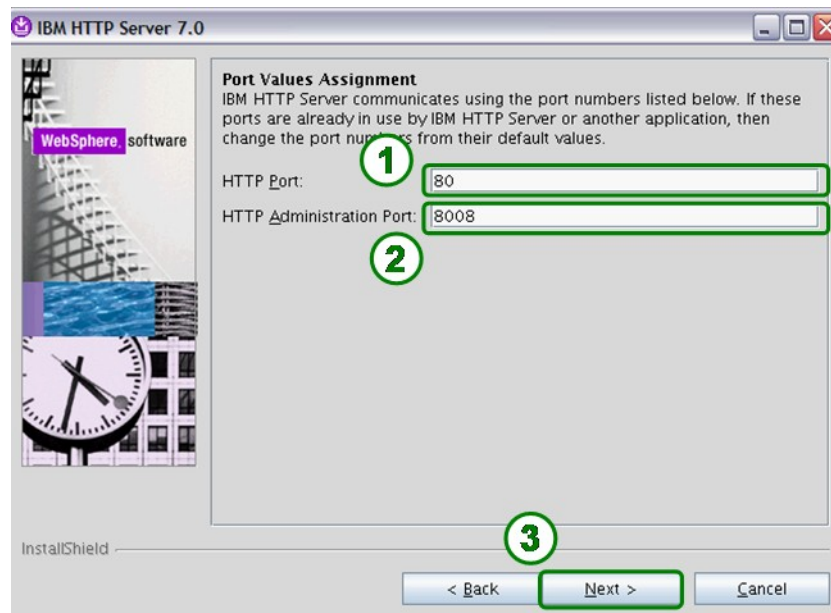 IBM HTTP Server 7.0
WebSphere software
Port Values Assignment
IBM HTTP Server communicates using the port numbers listed below. If these
ports are already in use by IBM HTTP Server or another application, then
change the port numbers from their default values.
1
HTTP Port: 80
HTTP Administration Port: 8008
2
3
InstallShield
< Back Next > Cancel